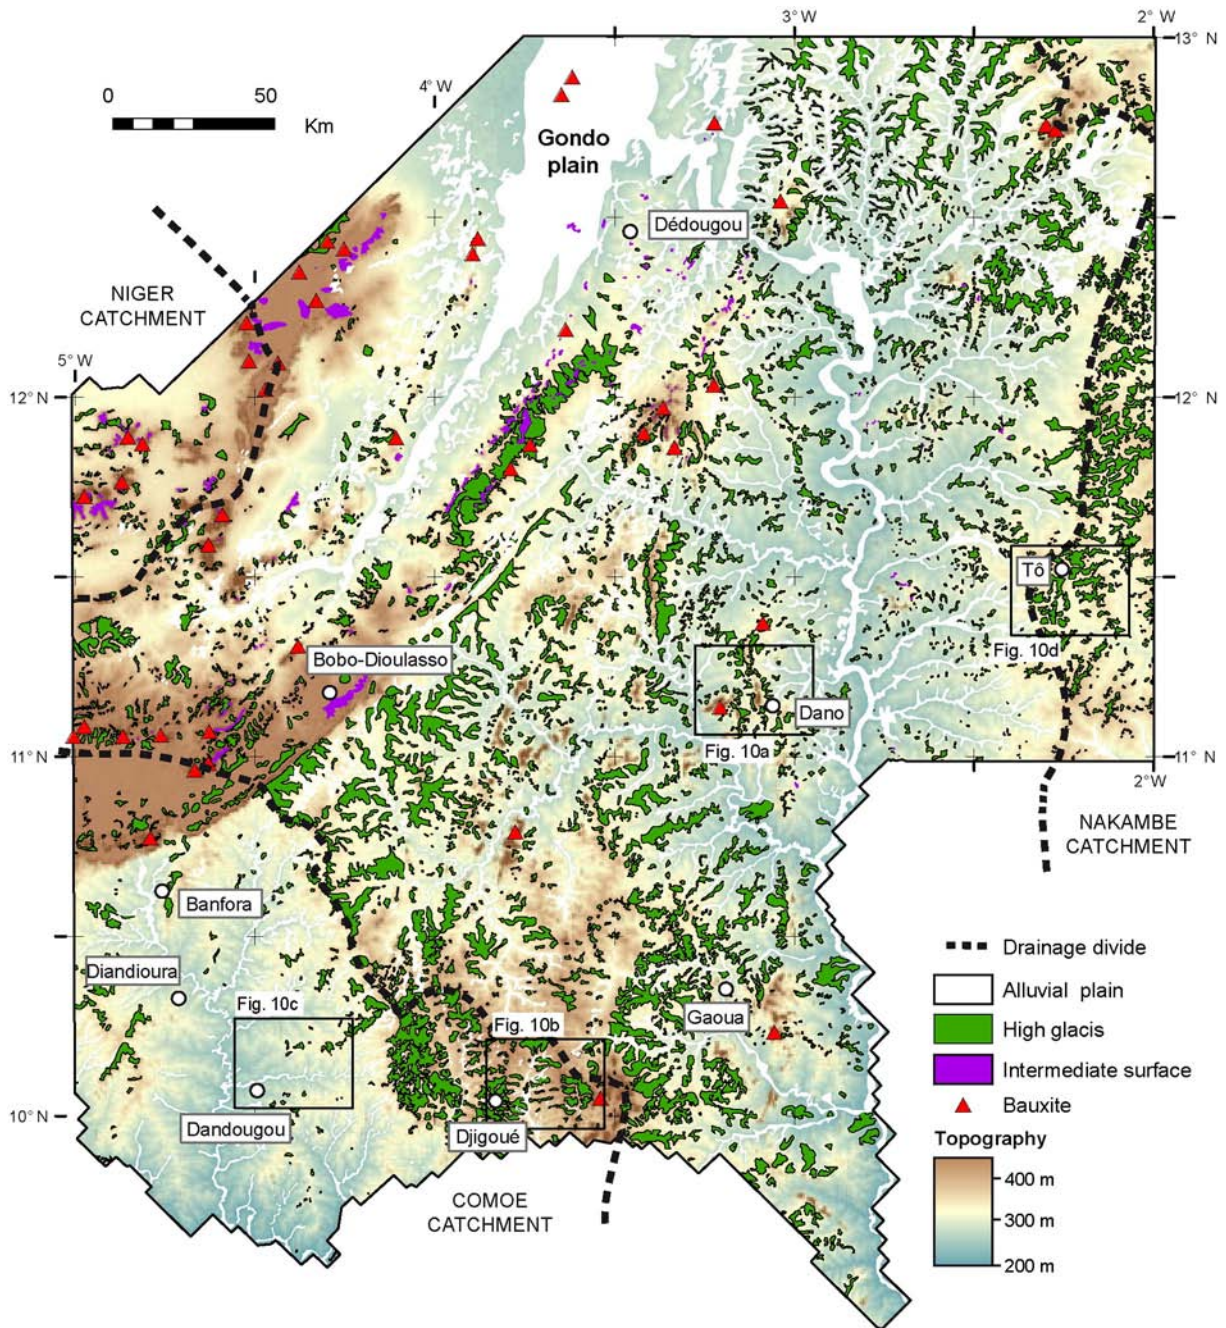 3° W
2° W
13° N
0
50
Km
4° W
Gondo
plain
Dédougou
NIGER
CATCHMENT
5° W
12° N
12° N
Tô
Fig. 10d
Bobo-Dioulasso
Dano
Fig. 10a
11° N
11° N
2° W
NAKAMBE
CATCHMENT
Banfora
Diandioura
Fig. 10c
Fig. 10b
Gaoua
10° N
Dandougou
Djigoué
COMOE
CATCHMENT
Drainage divide
Alluvial plain
High glacis
Intermediate surface
Bauxite
Topography
400 m
300 m
200 m